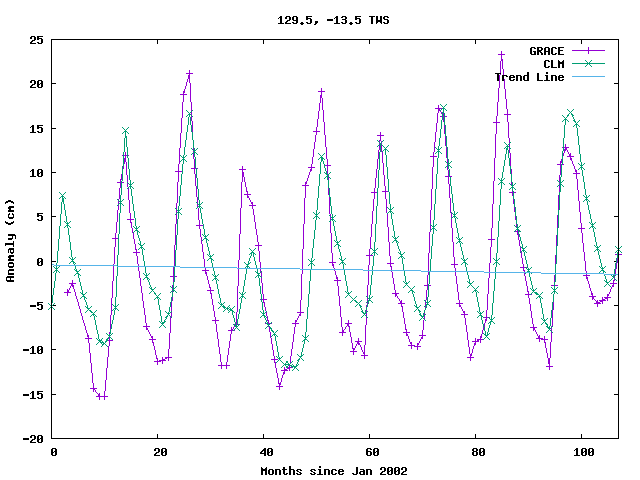 129.5, -13.5 TWS
GRACE
CLM
Trend Line
25
20
15
10
5
0
-5
-10
-15
-20
Anomaly (cm)
0 20 40 60 80 100
Months since Jan 2002